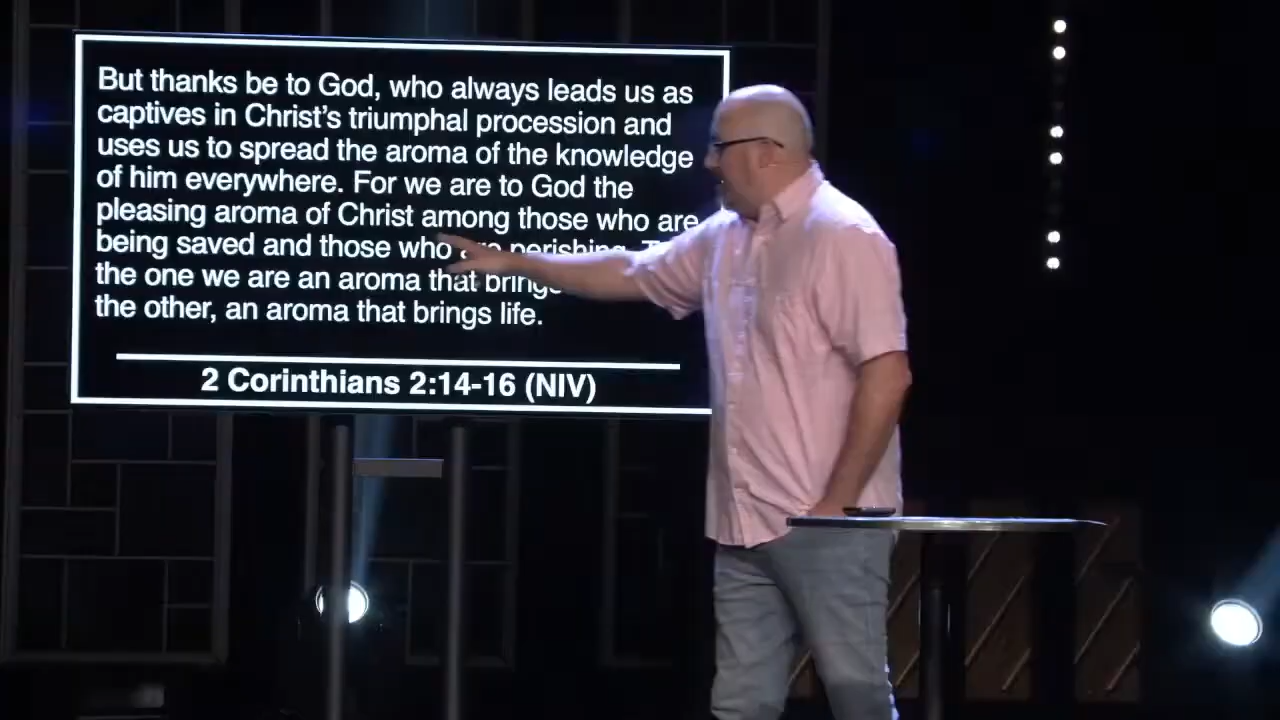 But thanks be to God, who always leads us as
captives in Christ's triumphal procession and
uses us to spread the aroma of the knowledge
of him everywhere. For we are to God the
pleasing aroma of Christ among those who are
being saved and those who are perishing.
the one we are an aroma that brings
the other, an aroma that brings life.
2 Corinthians 2:14-16 (NIV)